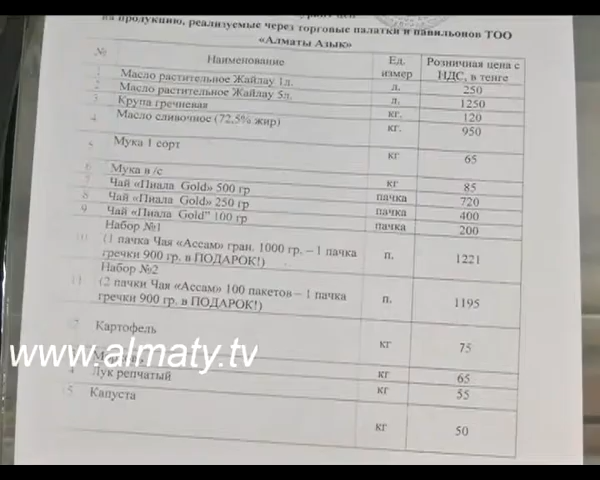 на продукцию, реализуемые через торговые палатки и павильонов ТОО
«Алматы Азык»
№ Наименование Ед. измер Розничная цена с НДС, в тенге
1 Масло растительное Жайлау 1л. л. 250
2 Масло растительное Жайлау 5л. л. 1250
3 Крупа гречневая кг. 120
4 Масло сливочное (72,5% жир) кг. 950
5 Мука 1 сорт кг 65
6 Мука в/с кг 85
7 Чай «Пиала Gold» 500 гр пачка 720
8 Чай «Пиала Gold» 250 гр пачка 400
9 Чай «Пиала Gold” 100 гр пачка 200
10 Набор №1
(1 пачка Чая «Ассам» гран. 1000 гр. – 1 пачка
гречки 900 гр. в ПОДАРОК!) п. 1221
11 Набор №2
(2 пачки Чая «Ассам» 100 пакетов – 1 пачка
гречки 900 гр. в ПОДАРОК!) п. 1195
Картофель кг 75
www.almaty.tv
Лук репчатый кг 65
кг 55
Капуста кг 50